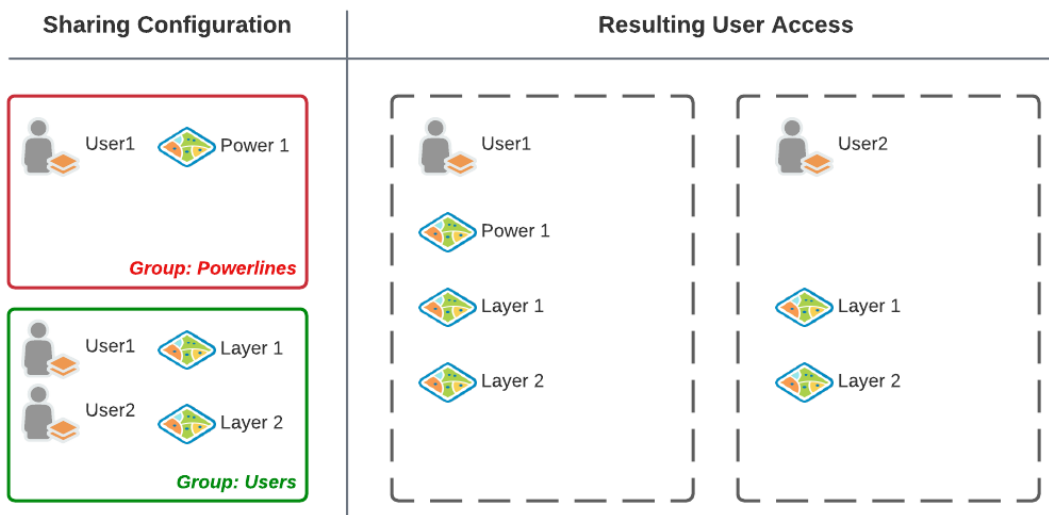 Sharing Configuration
Resulting User Access
User1
Power 1
Group: Powerlines
User1
Layer 1
User2
Layer 2
Group: Users
User1
Power 1
Layer 1
Layer 2
User2
Layer 1
Layer 2